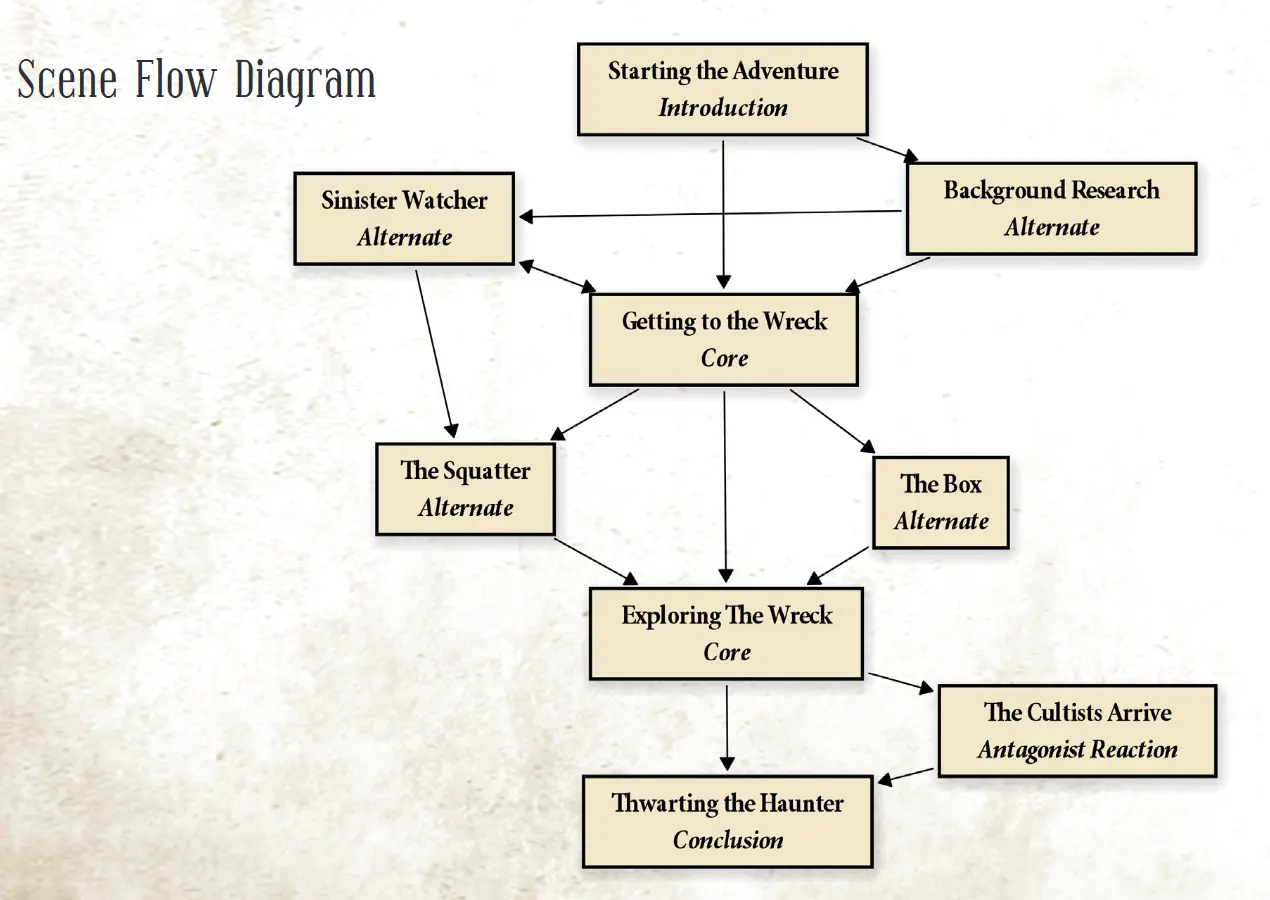 Scene Flow Diagram
Starting the Adventure
Introduction
Background Research
Alternate
Sinister Watcher
Alternate
Getting to the Wreck
Core
The Squatter
Alternate
The Box
Alternate
Exploring The Wreck
Core
The Cultists Arrive
Antagonist Reaction
Thwarting the Haunter
Conclusion